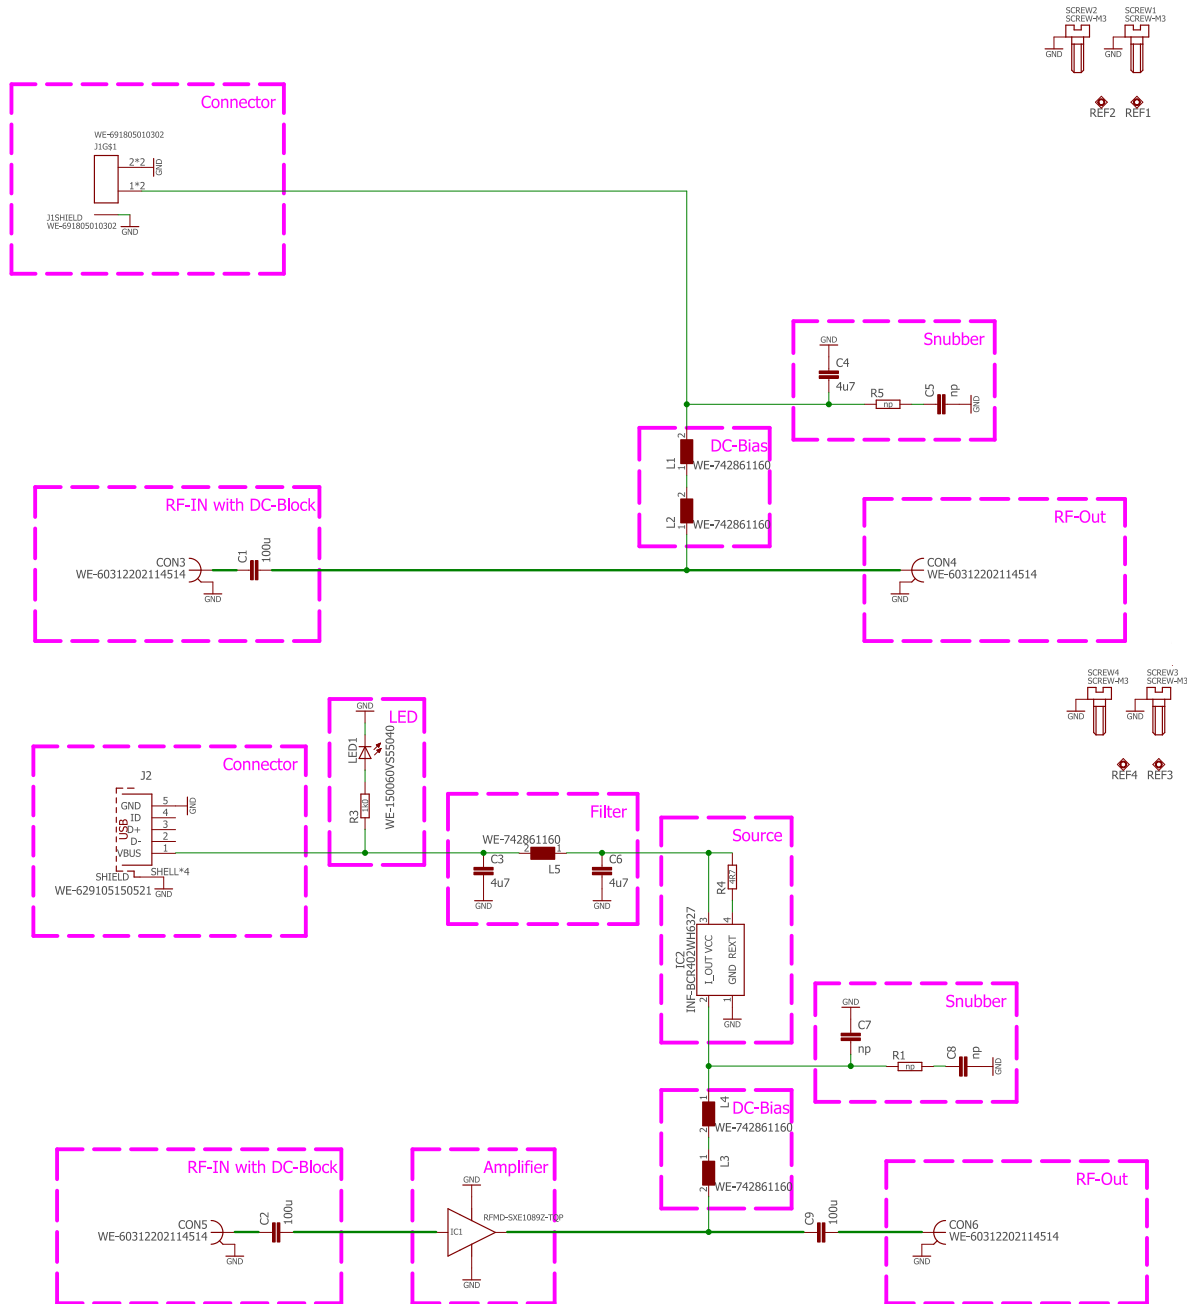 SCREW2
SCREW-M3
GND
SCREW1
SCREW-M3
GND
REF2
REF1
Connector
WE-691805010302
J1G$1
2*2
GND
1*2
J1SHIELD
WE-691805010302
GND
Snubber
GND
C4
4u7
R5
np
C5
np
GND
DC-Bias
2
L1
1
WE-742861160
2
L2
1
WE-742861160
RF-IN with DC-Block
CON3
WE-60312202114514
GND
C1
100u
RF-Out
CON4
WE-60312202114514
GND
SCREW4
SCREW-M3
GND
SCREW3
SCREW-M3
GND
REF4
REF3
Connector
J2
USB
GND 5
ID 4
D+ 3
D- 2
VBUS 1
GND
SHIELD
SHELL*4
WE-629105150521
GND
LED
GND
LED1
WE-150060VS55040
R3
1k0
Filter
WE-742861160
2
1
L5
C3
4u7
GND
C6
4u7
GND
Source
R4
4R7
IC2
INF-BCR402WH6327
3
4
I_OUT VCC
GND REXT
2
1
GND
Snubber
GND
C7
np
R1
np
C8
np
GND
DC-Bias
1
L4
2
WE-742861160
1
L3
2
WE-742861160
RF-IN with DC-Block
CON5
WE-60312202114514
GND
C2
100u
Amplifier
GND
RFMD-SXE1089Z-TOP
IC1
GND
C9
100u
RF-Out
CON6
WE-60312202114514
GND